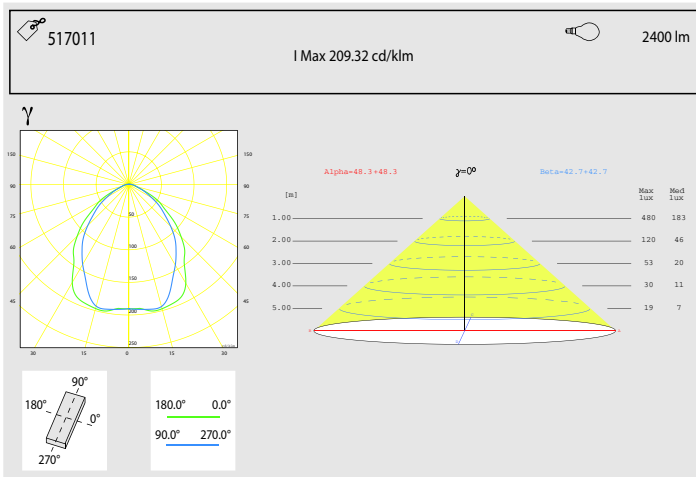 517011
I Max 209.32 cd/klm
2400 lm
γ
150 150
90 90
75 75
60 60
45 45
50
100
150
200
250
30 15 0 15 30
Alpha=48.3+48.3 γ=0º Beta=42.7+42.7
[m] Max lux Med lux
1.00 480 183
2.00 120 46
3.00 53 20
4.00 30 11
5.00 19 7
90°
180° 0°
270°
180.0° 0.0°
90.0° 270.0°